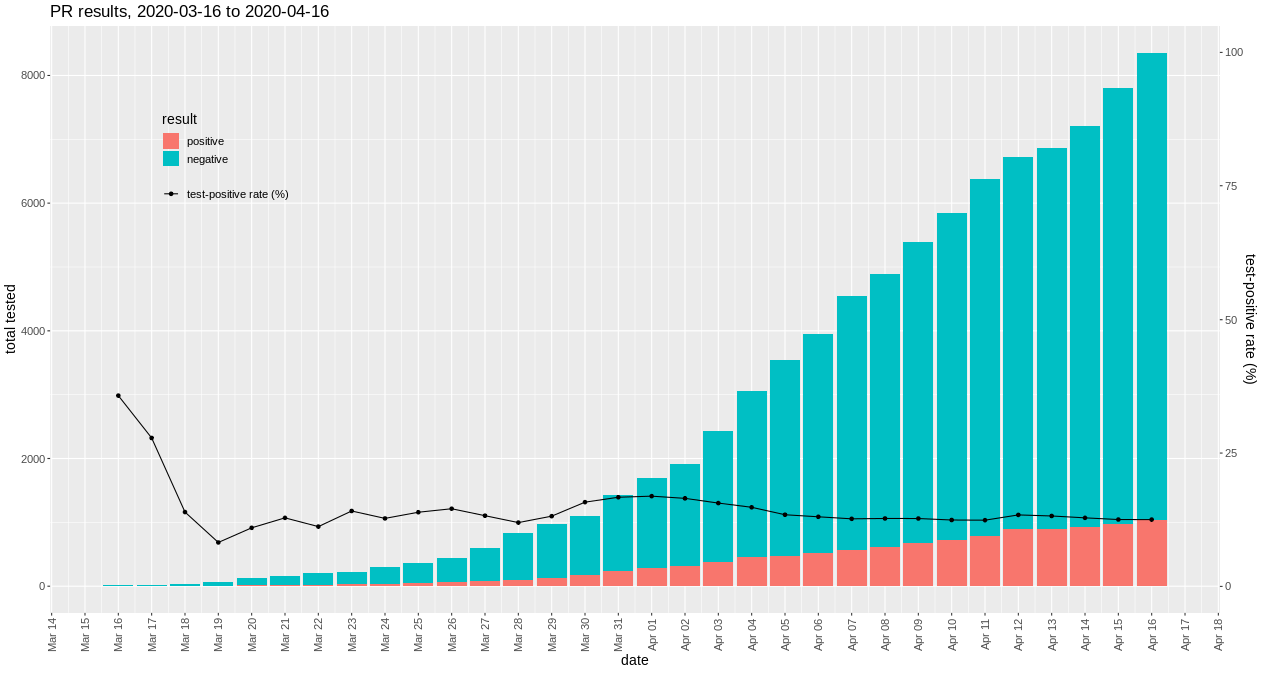 PR results, 2020-03-16 to 2020-04-16
total tested
8000
6000
4000
2000
0
result
positive
negative
test-positive rate (%)
100
75
50
25
0
test-positive rate (%)
Mar 14
Mar 15
Mar 16
Mar 17
Mar 18
Mar 19
Mar 20
Mar 21
Mar 22
Mar 23
Mar 24
Mar 25
Mar 26
Mar 27
Mar 28
Mar 29
Mar 30
Mar 31
Apr 01
Apr 02
Apr 03
Apr 04
Apr 05
Apr 06
Apr 07
Apr 08
Apr 09
Apr 10
Apr 11
Apr 12
Apr 13
Apr 14
Apr 15
Apr 16
Apr 17
Apr 18
date